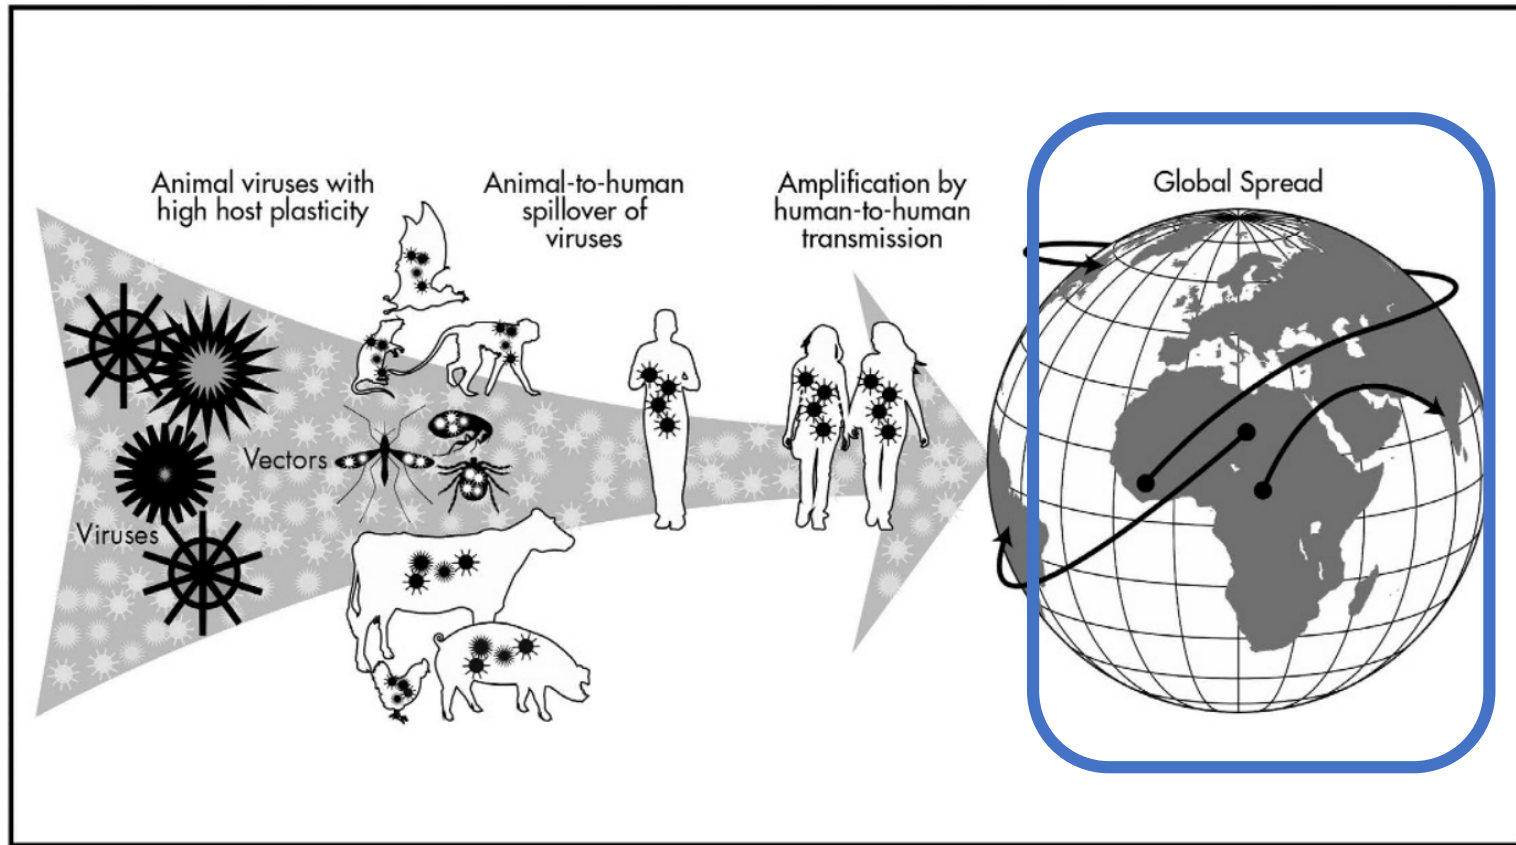 Animal viruses with
high host plasticity
Animal-to-human
spillover of
viruses
Amplification by
human-to-human
transmission
Global Spread
Vectors
Viruses